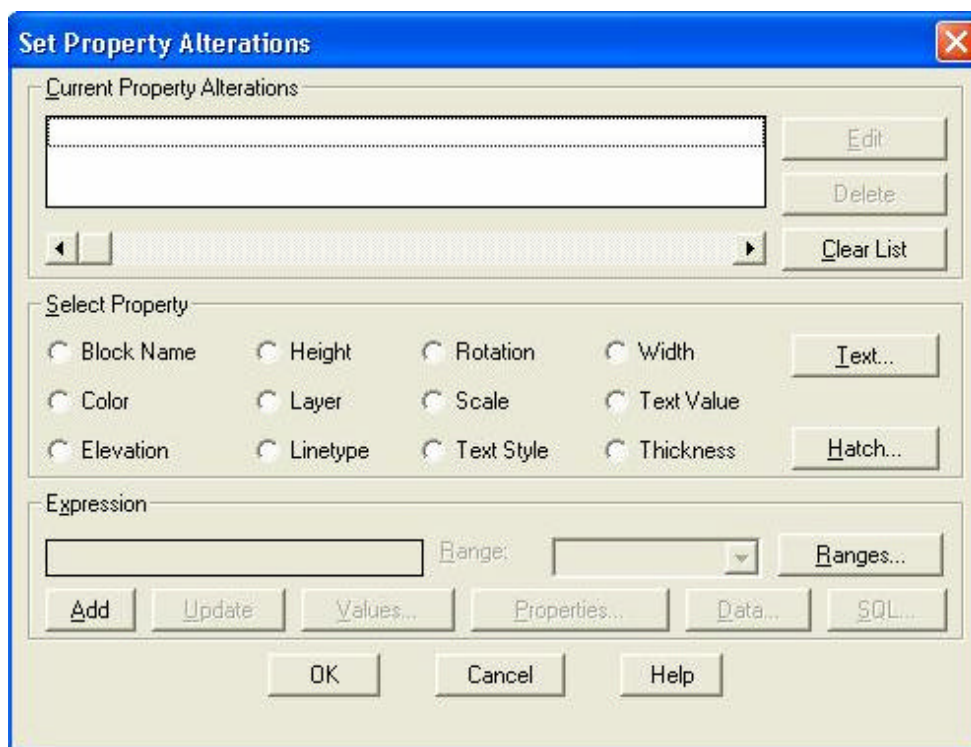 Set Property Alterations
Current Property Alterations
Edit
Delete
Clear List
Select Property
Block Name Height Rotation Width Text...
Color Layer Scale Text Value
Elevation Linetype Text Style Thickness Hatch...
Expression
Range: Ranges...
Add Update Values... Properties... Data... SQL...
OK Cancel Help